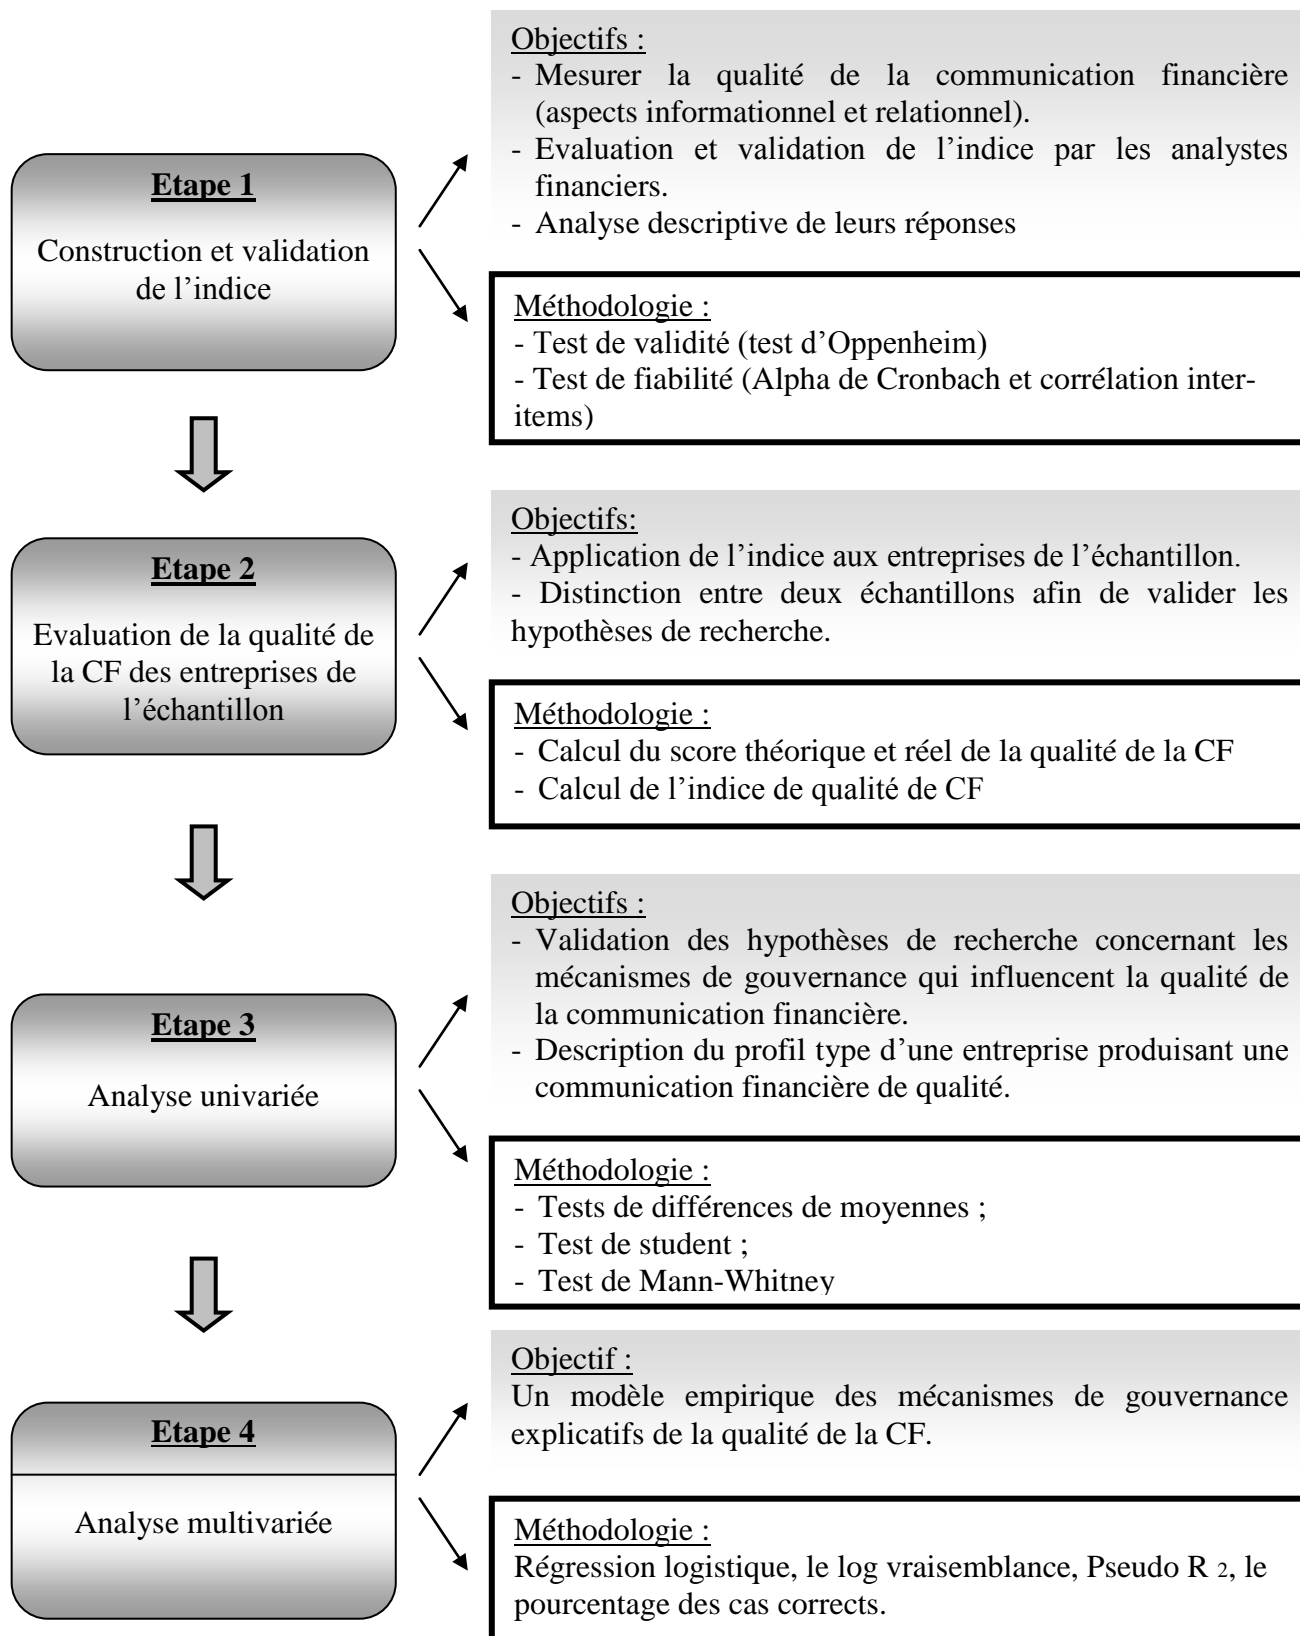 Etape 1
Construction et validation
de l’indice
Objectifs :
- Mesurer la qualité de la communication financière
(aspects informationnel et relationnel).
- Evaluation et validation de l’indice par les analystes
financiers.
- Analyse descriptive de leurs réponses
Méthodologie :
- Test de validité (test d’Oppenheim)
- Test de fiabilité (Alpha de Cronbach et corrélation inter-
items)
Etape 2
Evaluation de la qualité de
la CF des entreprises de
l’échantillon
Objectifs:
- Application de l’indice aux entreprises de l’échantillon.
- Distinction entre deux échantillons afin de valider les
hypothèses de recherche.
Méthodologie :
- Calcul du score théorique et réel de la qualité de la CF
- Calcul de l’indice de qualité de CF
Etape 3
Analyse univariée
Objectifs :
- Validation des hypothèses de recherche concernant les
mécanismes de gouvernance qui influencent la qualité de
la communication financière.
- Description du profil type d’une entreprise produisant une
communication financière de qualité.
Méthodologie :
- Tests de différences de moyennes ;
- Test de student ;
- Test de Mann-Whitney
Etape 4
Analyse multivariée
Objectif :
Un modèle empirique des mécanismes de gouvernance
explicatifs de la qualité de la CF.
Méthodologie :
Régression logistique, le log vraisemblance, Pseudo R 2, le
pourcentage des cas corrects.